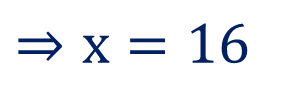 ⇒ x = 16